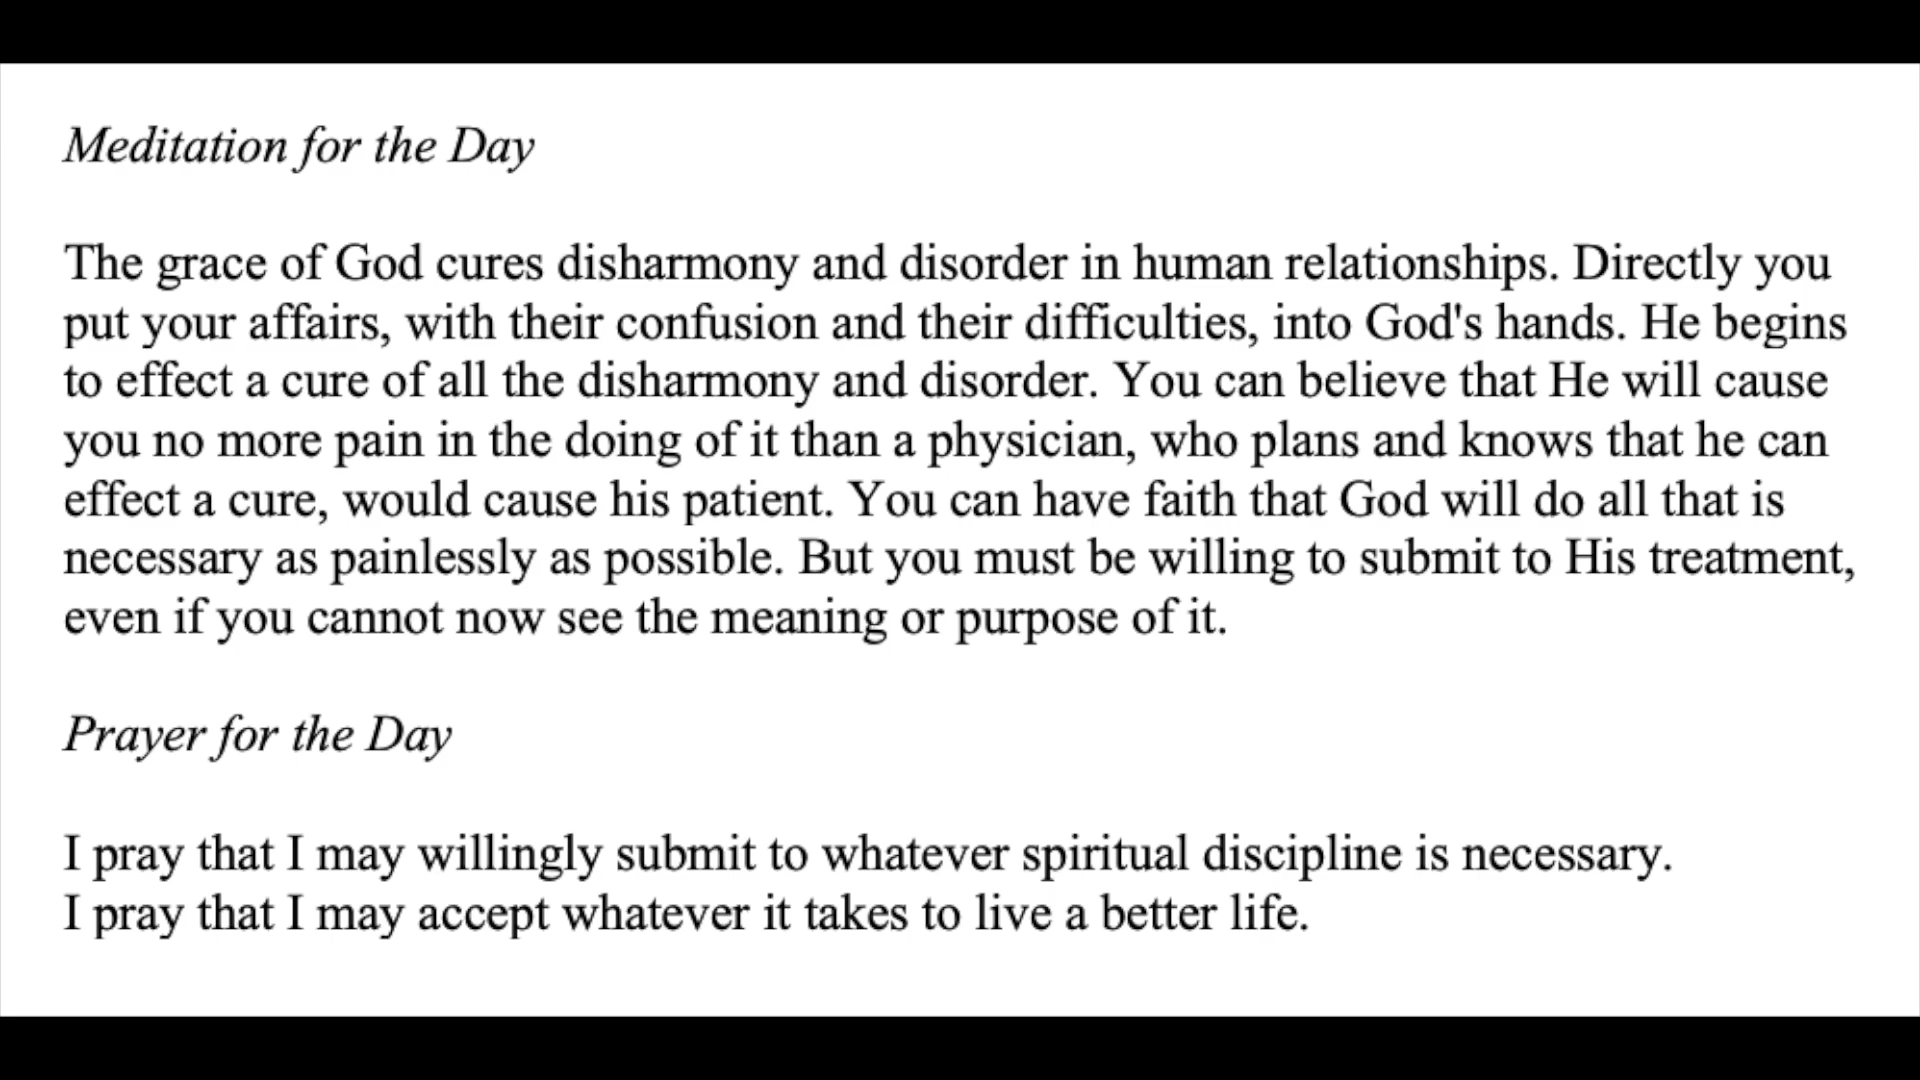 Meditation for the Day
The grace of God cures disharmony and disorder in human relationships. Directly you
put your affairs, with their confusion and their difficulties, into God's hands. He begins
to effect a cure of all the disharmony and disorder. You can believe that He will cause
you no more pain in the doing of it than a physician, who plans and knows that he can
effect a cure, would cause his patient. You can have faith that God will do all that is
necessary as painlessly as possible. But you must be willing to submit to His treatment,
even if you cannot now see the meaning or purpose of it.
Prayer for the Day
I pray that I may willingly submit to whatever spiritual discipline is necessary.
I pray that I may accept whatever it takes to live a better life.